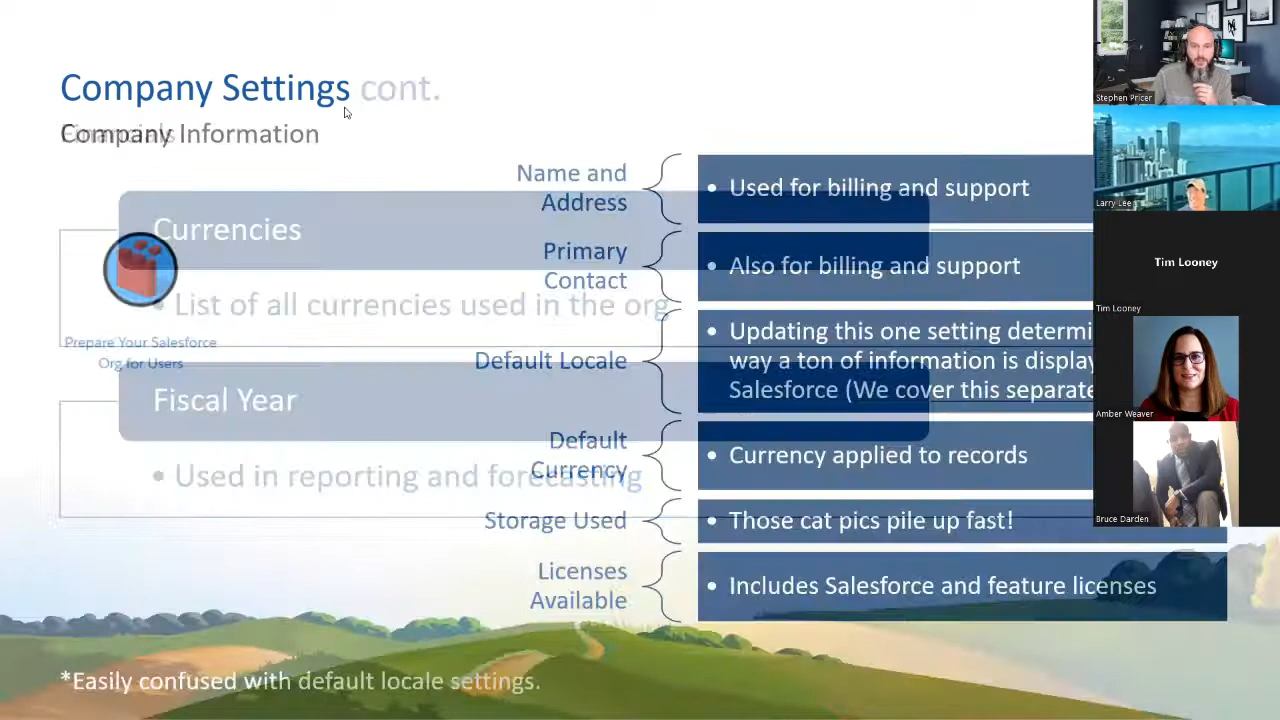 Company Settings cont.
Company Information
Financials
Name and
Address
• Used for billing and support
Currencies
Primary
Contact
• Also for billing and support
• List of all currencies used in the org
Prepare Your Salesforce
Org for Users
Default Locale
• Updating this one setting determi
way a ton of information is display
Salesforce (We cover this separate
Fiscal Year
Default
Currency
• Currency applied to records
• Used in reporting and forecasting
Storage Used
• Those cat pics pile up fast!
Licenses
Available
• Includes Salesforce and feature licenses
*Easily confused with default locale settings.
Stephen Pricer
Larry Lee
Tim Looney
Tim Looney
Amber Weaver
Bruce Darden